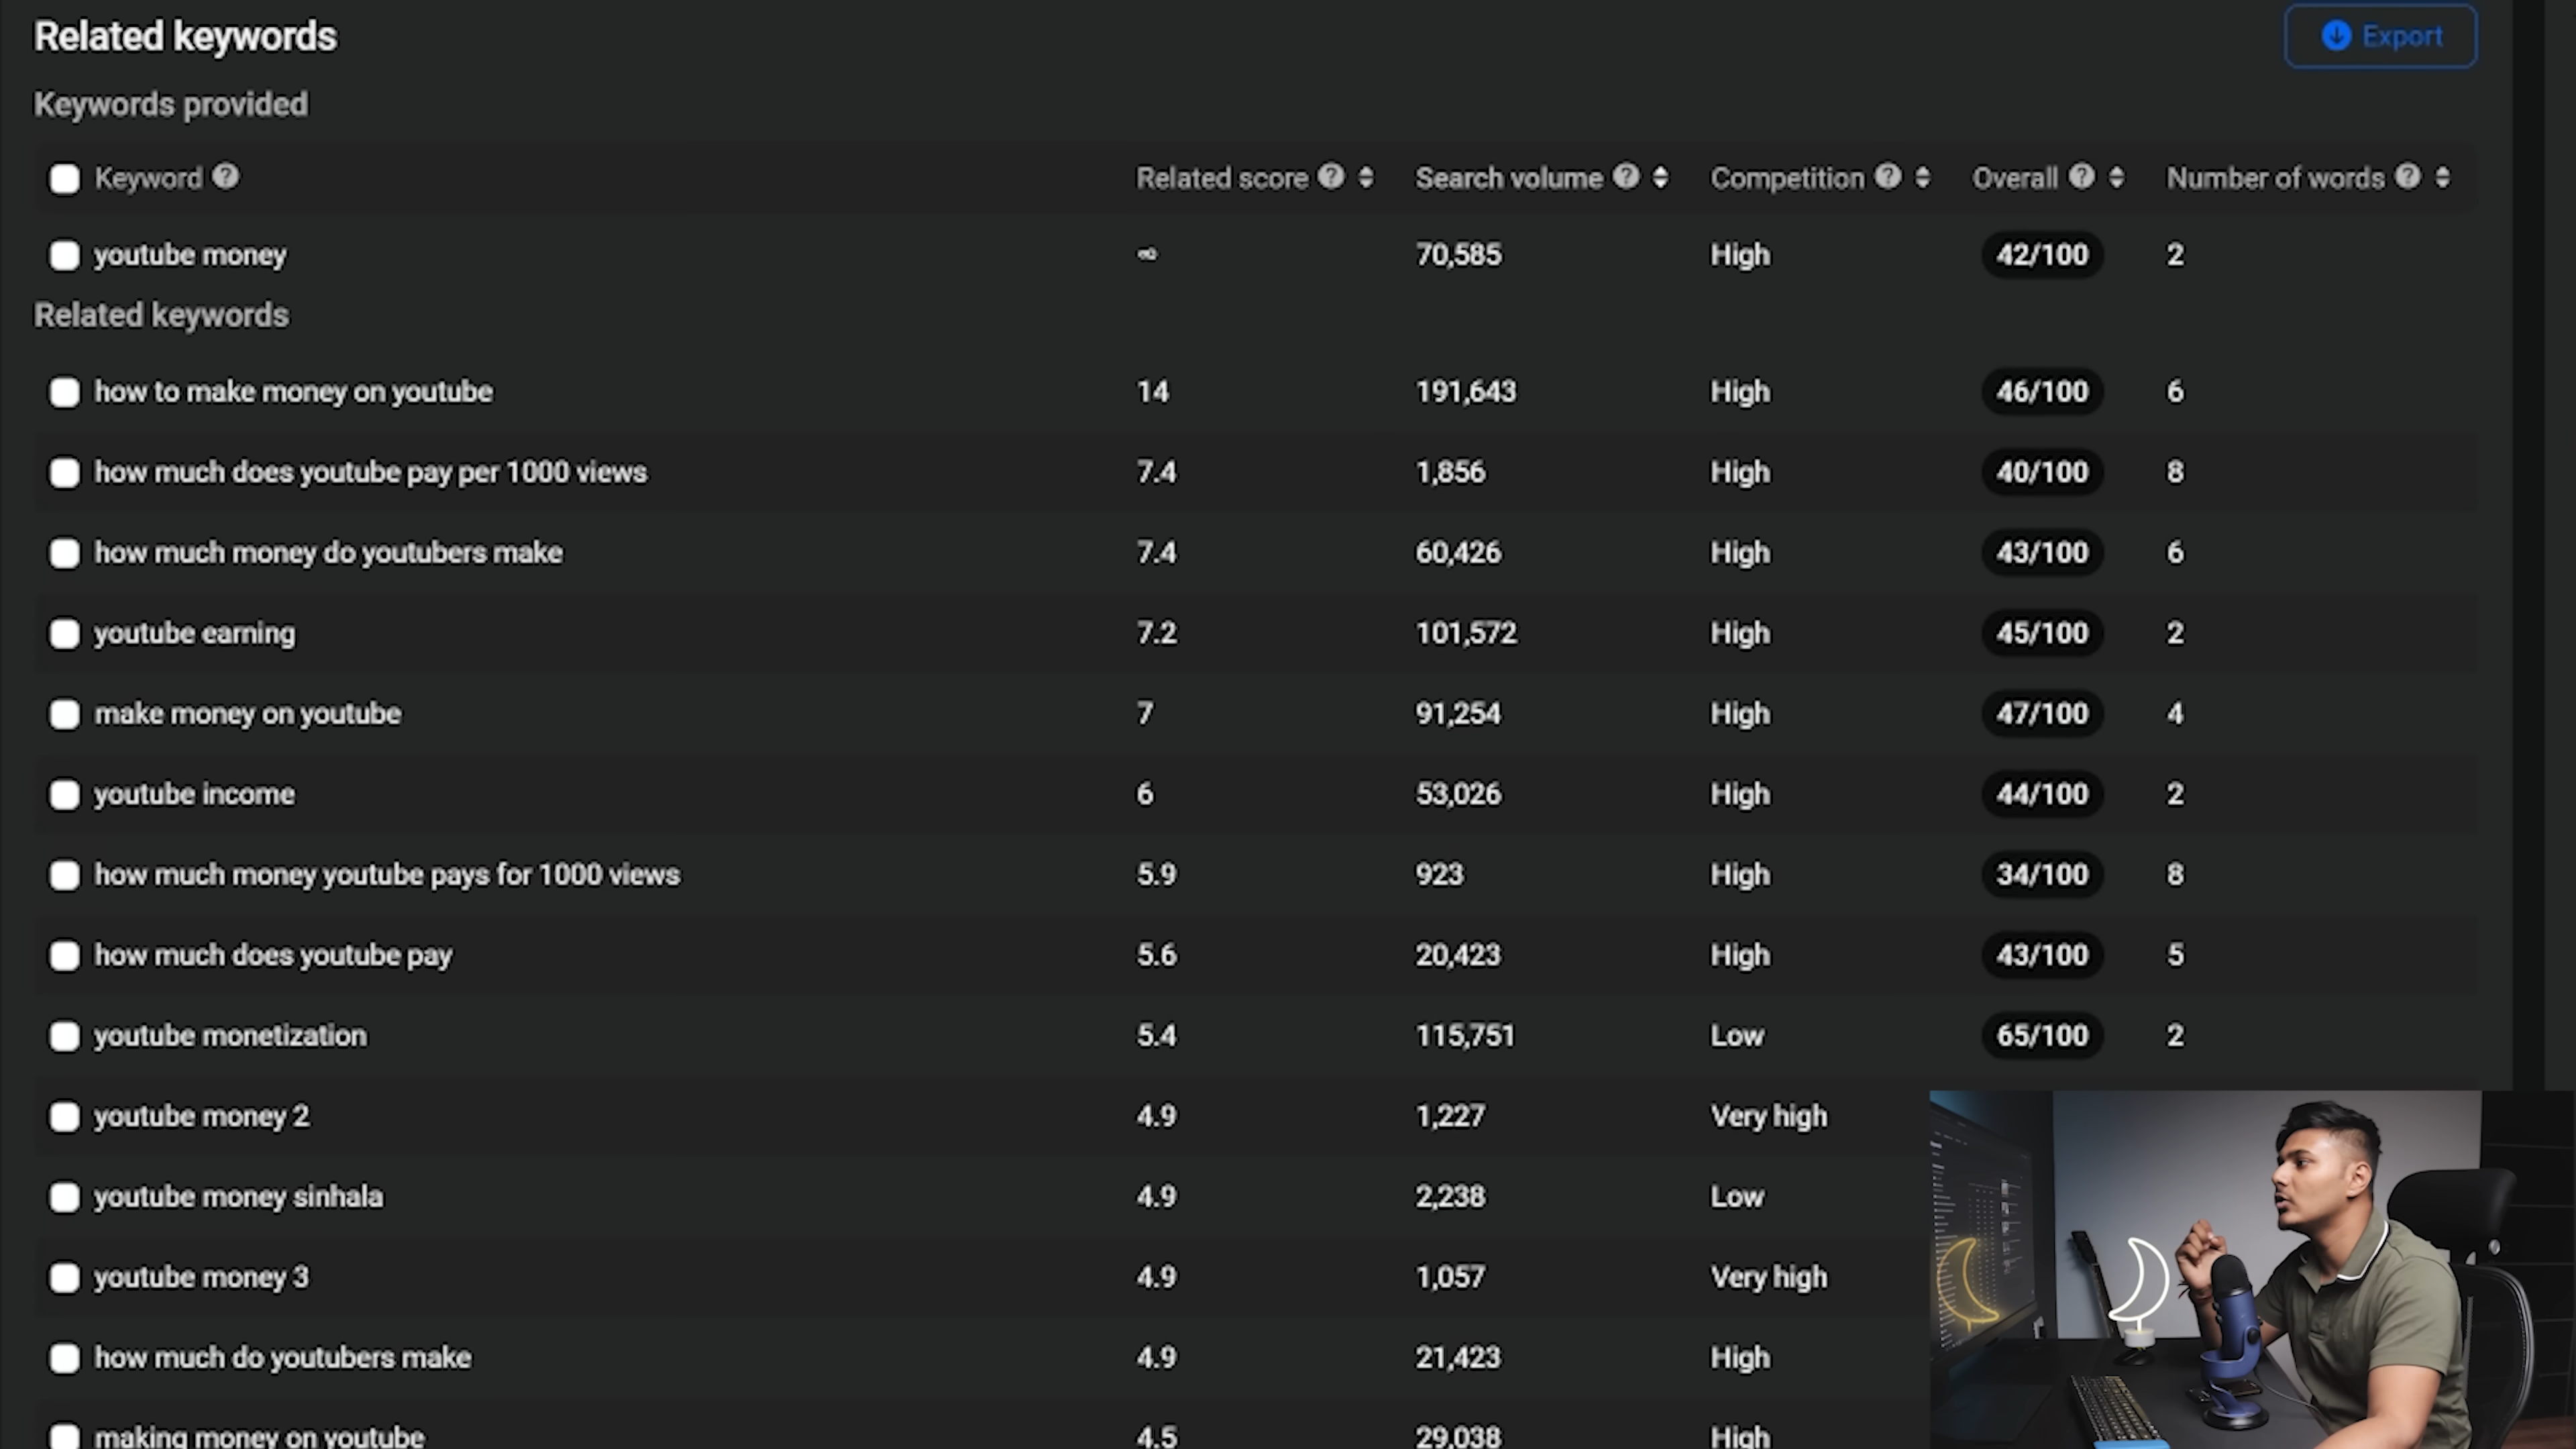 Related keywords
Export
Keywords provided
Keyword Related score Search volume Competition Overall Number of words
youtube money ∞ 70,585 High 42/100 2
Related keywords
how to make money on youtube 14 191,643 High 46/100 6
how much does youtube pay per 1000 views 7.4 1,856 High 40/100 8
how much money do youtubers make 7.4 60,426 High 43/100 6
youtube earning 7.2 101,572 High 45/100 2
make money on youtube 7 91,254 High 47/100 4
youtube income 6 53,026 High 44/100 2
how much money youtube pays for 1000 views 5.9 923 High 34/100 8
how much does youtube pay 5.6 20,423 High 43/100 5
youtube monetization 5.4 115,751 Low 65/100 2
youtube money 2 4.9 1,227 Very high
youtube money sinhala 4.9 2,238 Low
youtube money 3 4.9 1,057 Very high
how much do youtubers make 4.9 21,423 High
making money on youtube 4.5 29,038 High